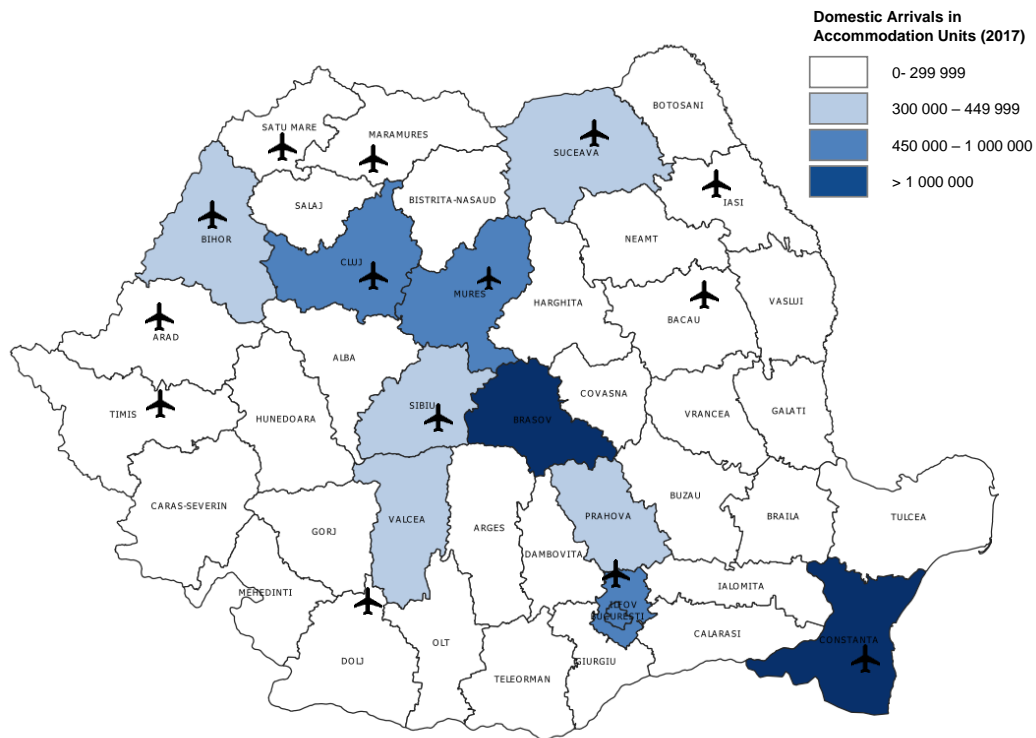 Domestic Arrivals in
Accommodation Units (2017)
0- 299 999
300 000 – 449 999
450 000 – 1 000 000
> 1 000 000
BOTOSANI
SATU MARE
MARAMURES
SUCEAVA
SALAJ
BISTRITA-NASAUD
IASI
BIHOR
NEAMT
CLUJ
MURES
HARGHITA
BACAU
VASLUI
ARAD
ALBA
TIMIS
HUNEDOARA
SIBIU
BRASOV
COVASNA
VRANCEA
GALATI
CARAS-SEVERIN
GORJ
VALCEA
ARGES
PRAHOVA
BUZAU
BRAILA
TULCEA
DAMBOVITA
MEHEDINTI
IALOMITA
ILFOV
BUCURESTI
CALARASI
CONSTANTA
OLT
DOLJ
GIURGIU
TELEORMAN